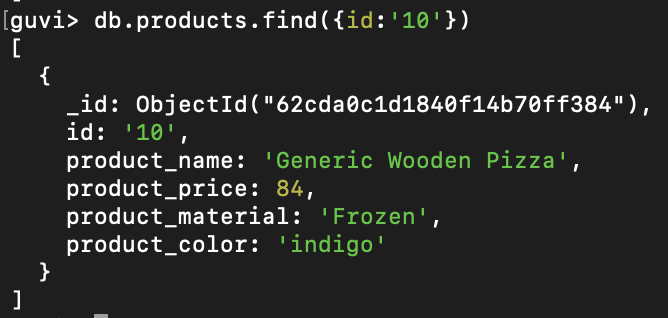 [guvi> db.products.find({id:'10'})
[
  {
    _id: ObjectId("62cda0c1d1840f14b70ff384"),
    id: '10',
    product_name: 'Generic Wooden Pizza',
    product_price: 84,
    product_material: 'Frozen',
    product_color: 'indigo'
  }
]